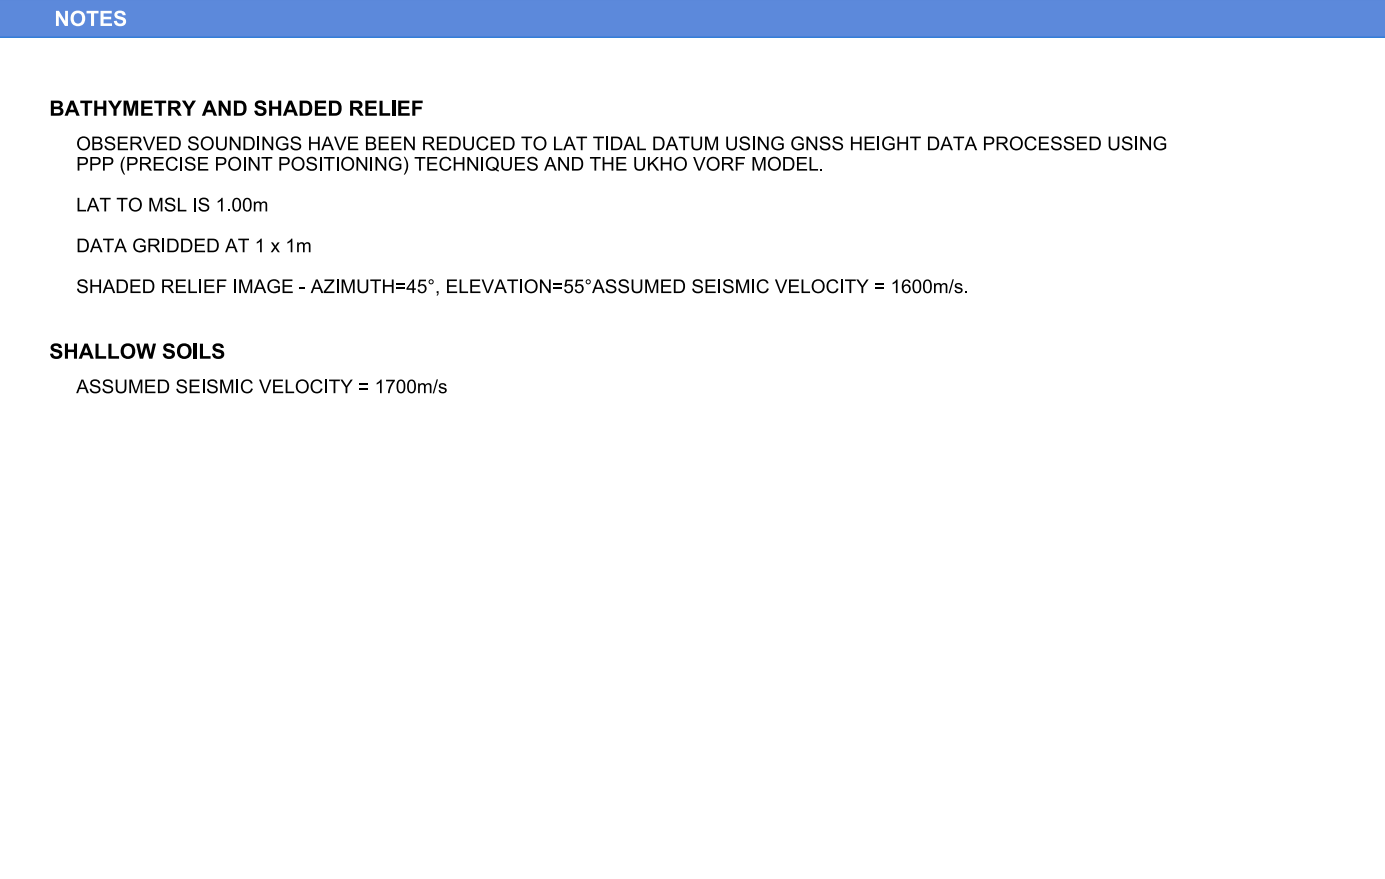 NOTES
BATHYMETRY AND SHADED RELIEF
OBSERVED SOUNDINGS HAVE BEEN REDUCED TO LAT TIDAL DATUM USING GNSS HEIGHT DATA PROCESSED USING
PPP (PRECISE POINT POSITIONING) TECHNIQUES AND THE UKHO VORF MODEL.
LAT TO MSL IS 1.00m
DATA GRIDDED AT 1 x 1m
SHADED RELIEF IMAGE - AZIMUTH=45°, ELEVATION=55°ASSUMED SEISMIC VELOCITY = 1600m/s.
SHALLOW SOILS
ASSUMED SEISMIC VELOCITY = 1700m/s